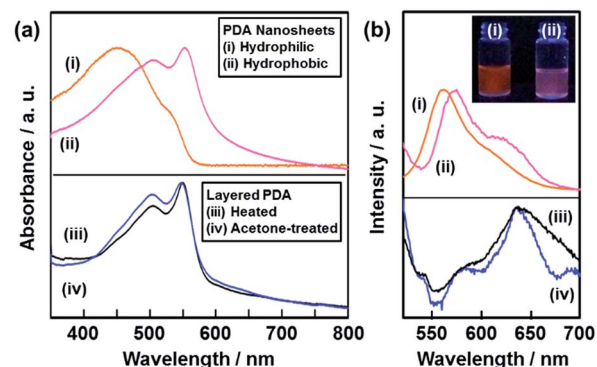 (a)
PDA Nanosheets
(i) Hydrophilic
(ii) Hydrophobic
(i)
(ii)
Layered PDA
(iii) Heated
(iv) Acetone-treated
(iii)
(iv)
Absorbance / a. u.
400 500 600 700 800
Wavelength / nm
(b)
(i) (ii)
(i)
(ii)
(iii)
(iv)
Intensity / a. u.
550 600 650 700
Wavelength / nm